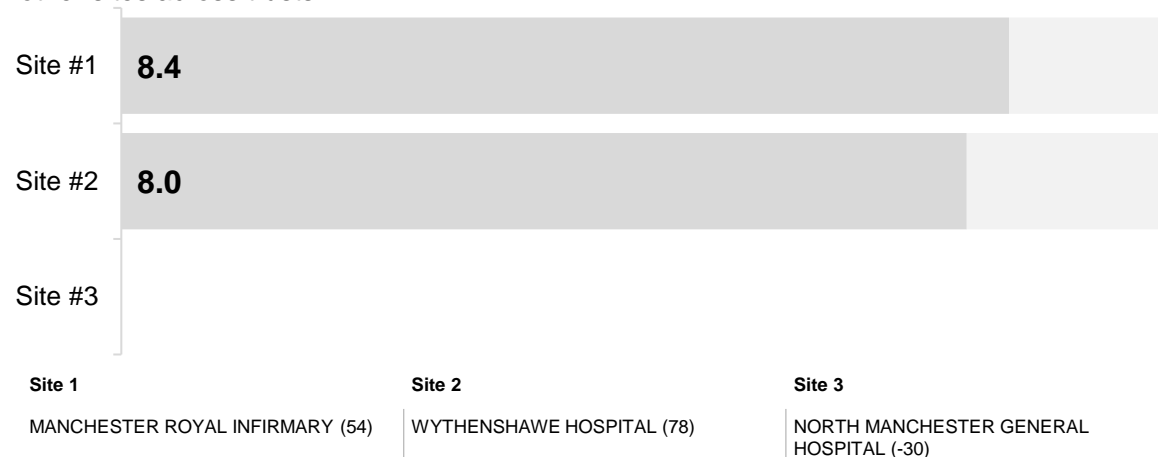 Site #1
8.4
Site #2
8.0
Site #3
Site 1
MANCHESTER ROYAL INFIRMARY (54)
Site 2
WYTHENSHAWE HOSPITAL (78)
Site 3
NORTH MANCHESTER GENERAL
HOSPITAL (-30)